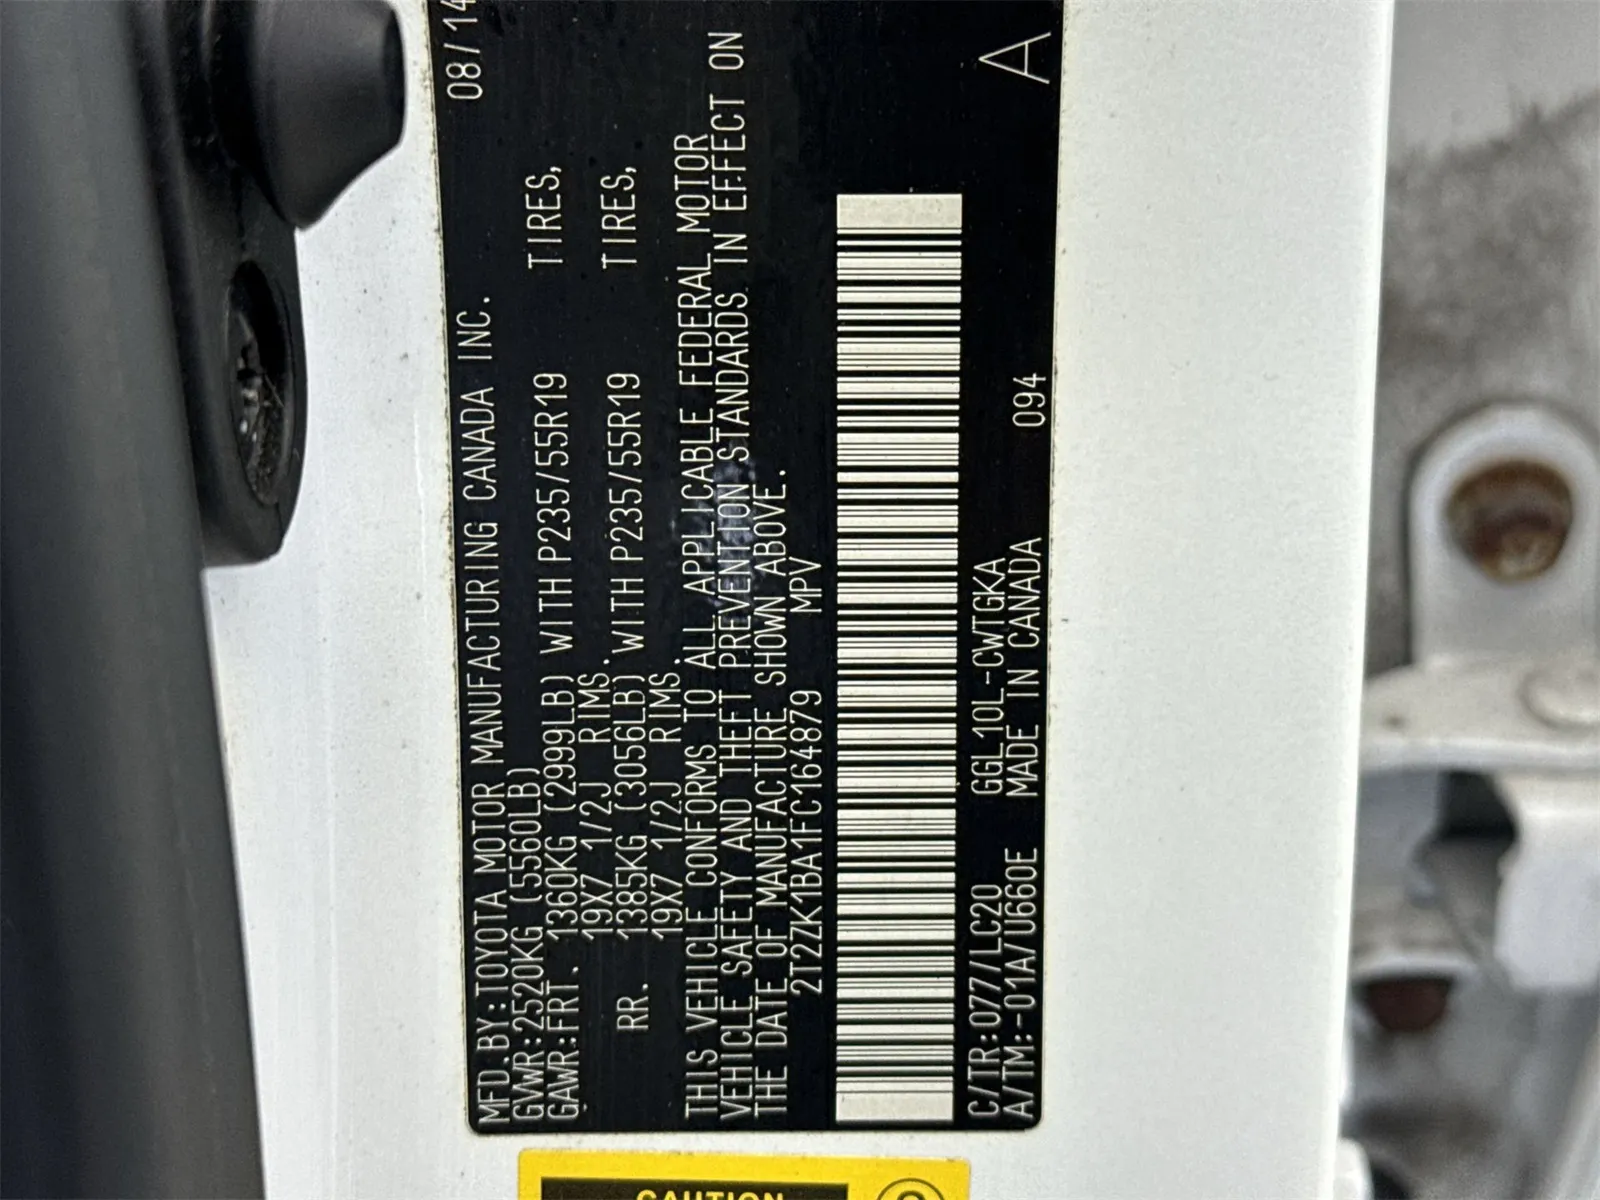 MFD.BY:TOYOTA MOTOR MANUFACTURING CANADA INC. 08/14
GVWR:2520KG (5560LB)
GAWR:FRT. 1360KG (2999LB) WITH P235/55R19 TIRES,
19X7 1/2J RIMS.
RR. 1385KG (3056LB) WITH P235/55R19 TIRES,
19X7 1/2J RIMS.
THIS VEHICLE CONFORMS TO ALL APPLICABLE FEDERAL MOTOR
VEHICLE SAFETY AND THEFT PREVENTION STANDARDS IN EFFECT ON
THE DATE OF MANUFACTURE SHOWN ABOVE.
2T2ZK1BA1FC164879 MPV
C/TR:077/LC20 GGL10L-CWTGKA
A/TM:-01A/U660E MADE IN CANADA 094 A
CAUTION